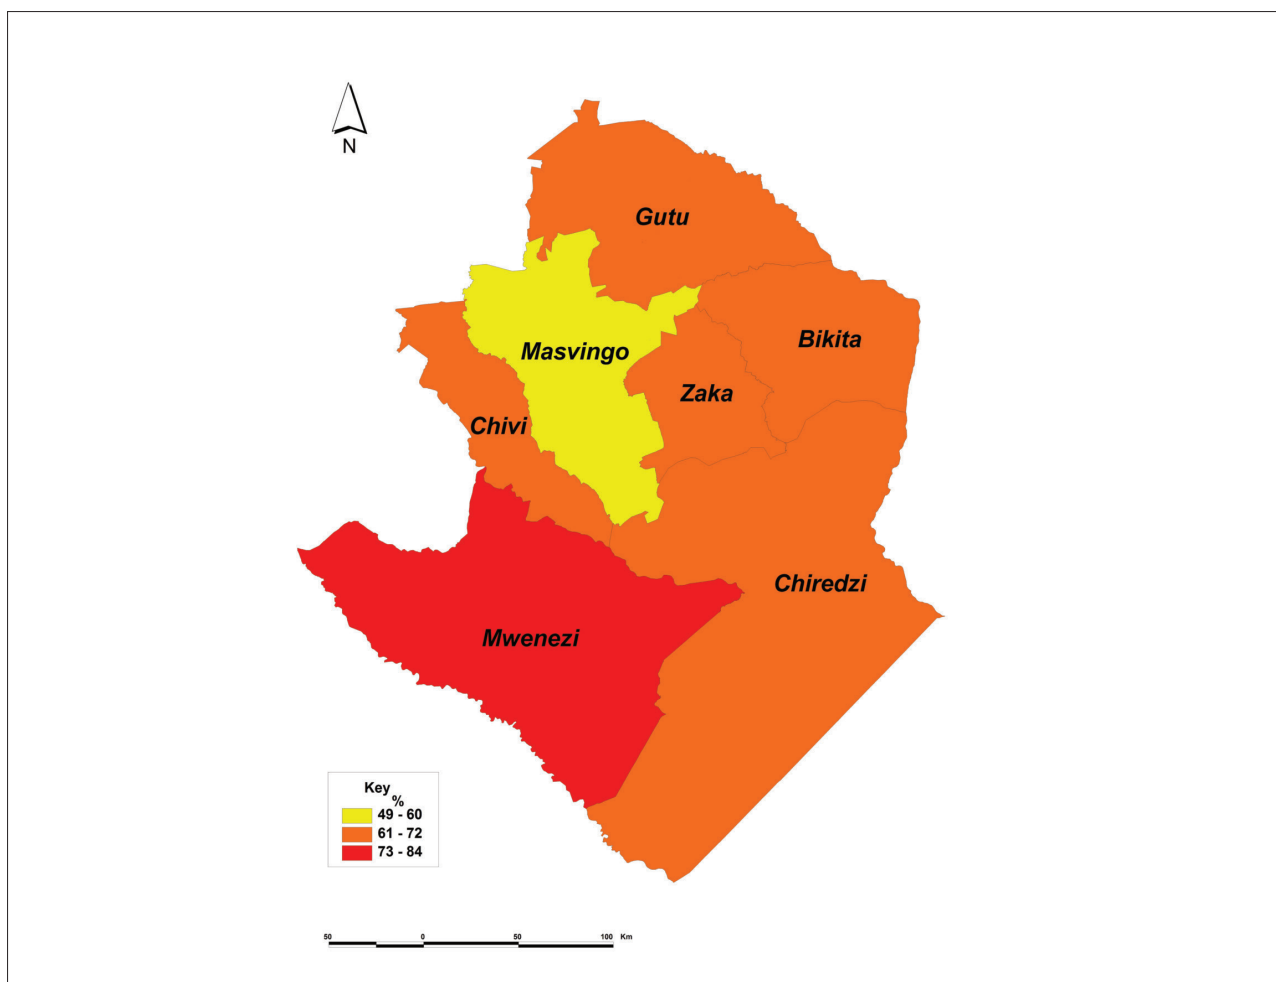 N
Gutu
Bikita
Masvingo
Zaka
Chivi
Chiredzi
Mwenezi
Key
%
49 - 60
61 - 72
73 - 84
50 0 50 100 Km